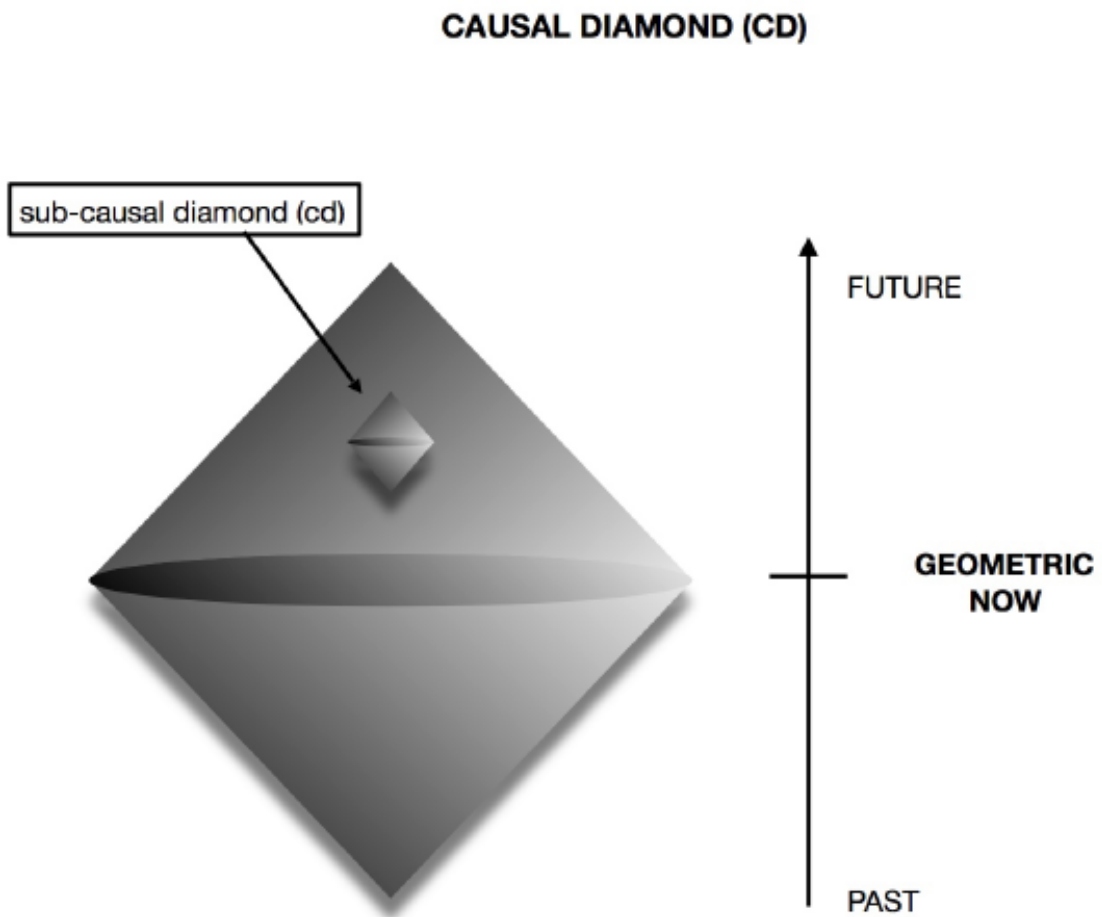 CAUSAL DIAMOND (CD)
sub-causal diamond (cd)
FUTURE
GEOMETRIC
NOW
PAST